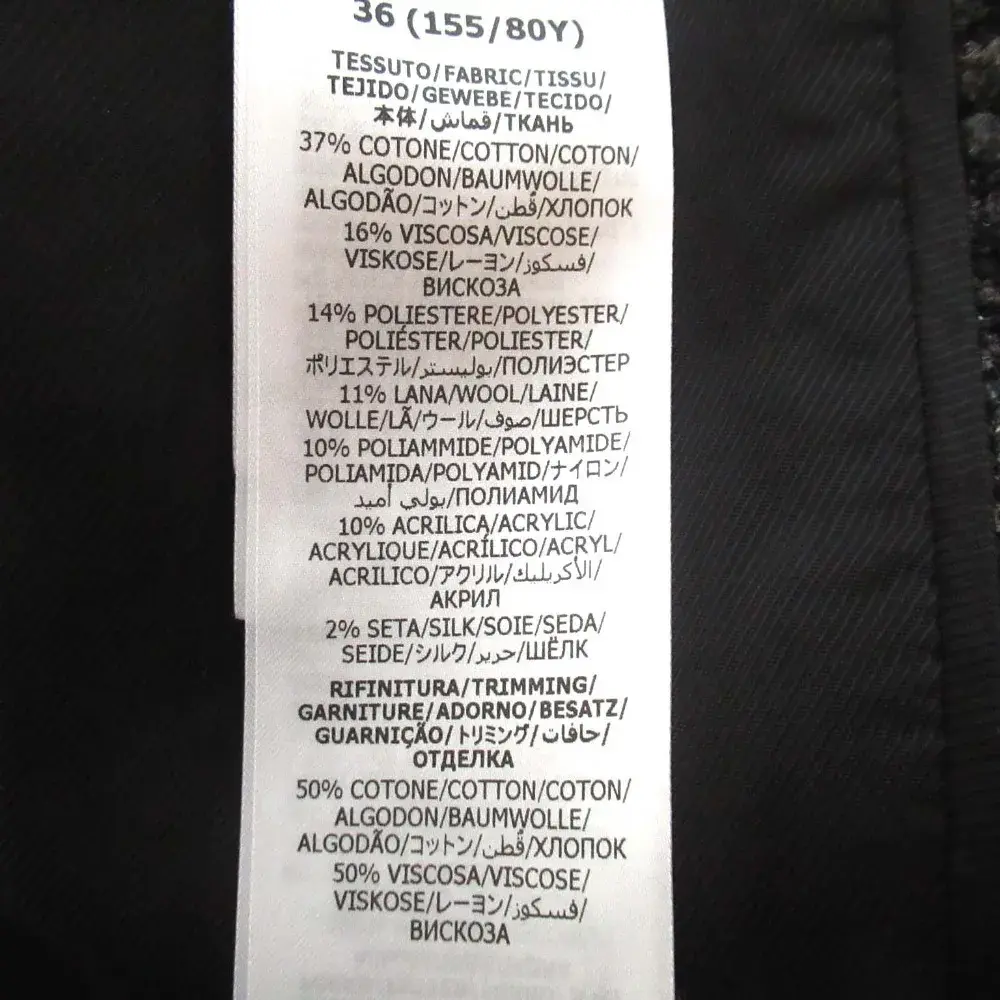 36 (155/80Y)
TESSUTO/FABRIC/TISSU/
TEJIDO/GEWEBE/TECIDO/
本体/قماش/ТКАНЬ
37% COTONE/COTTON/COTON/
ALGODON/BAUMWOLLE/
ALGODÃO/コットン/قُطن/ХЛОПОК
16% VISCOSA/VISCOSE/
VISKOSE/レーヨン/فسكوز/
ВИСКОЗА
14% POLIESTERE/POLYESTER/
POLIÉSTER/POLIESTER/
ポリエステル/بوليستر/ПОЛИЭСТЕР
11% LANA/WOOL/LAINE/
WOLLE/LÃ/ウール/صوف/ШЕРСТЬ
10% POLIAMMIDE/POLYAMIDE/
POLIAMIDA/POLYAMID/ナイロン/
بولي أميد/ПОЛИАМИД
10% ACRILICA/ACRYLIC/
ACRYLIQUE/ACRÍLICO/ACRYL/
ACRILICO/アクリル/الأكريليك/
АКРИЛ
2% SETA/SILK/SOIE/SEDA/
SEIDE/シルク/حرير/ШЁЛК
RIFINITURA/TRIMMING/
GARNITURE/ADORNO/BESATZ/
GUARNIÇÃO/トリミング/حافات/
ОТДЕЛКА
50% COTONE/COTTON/COTON/
ALGODON/BAUMWOLLE/
ALGODÃO/コットン/قُطن/ХЛОПОК
50% VISCOSA/VISCOSE/
VISKOSE/レーヨン/فسكوز/
ВИСКОЗА